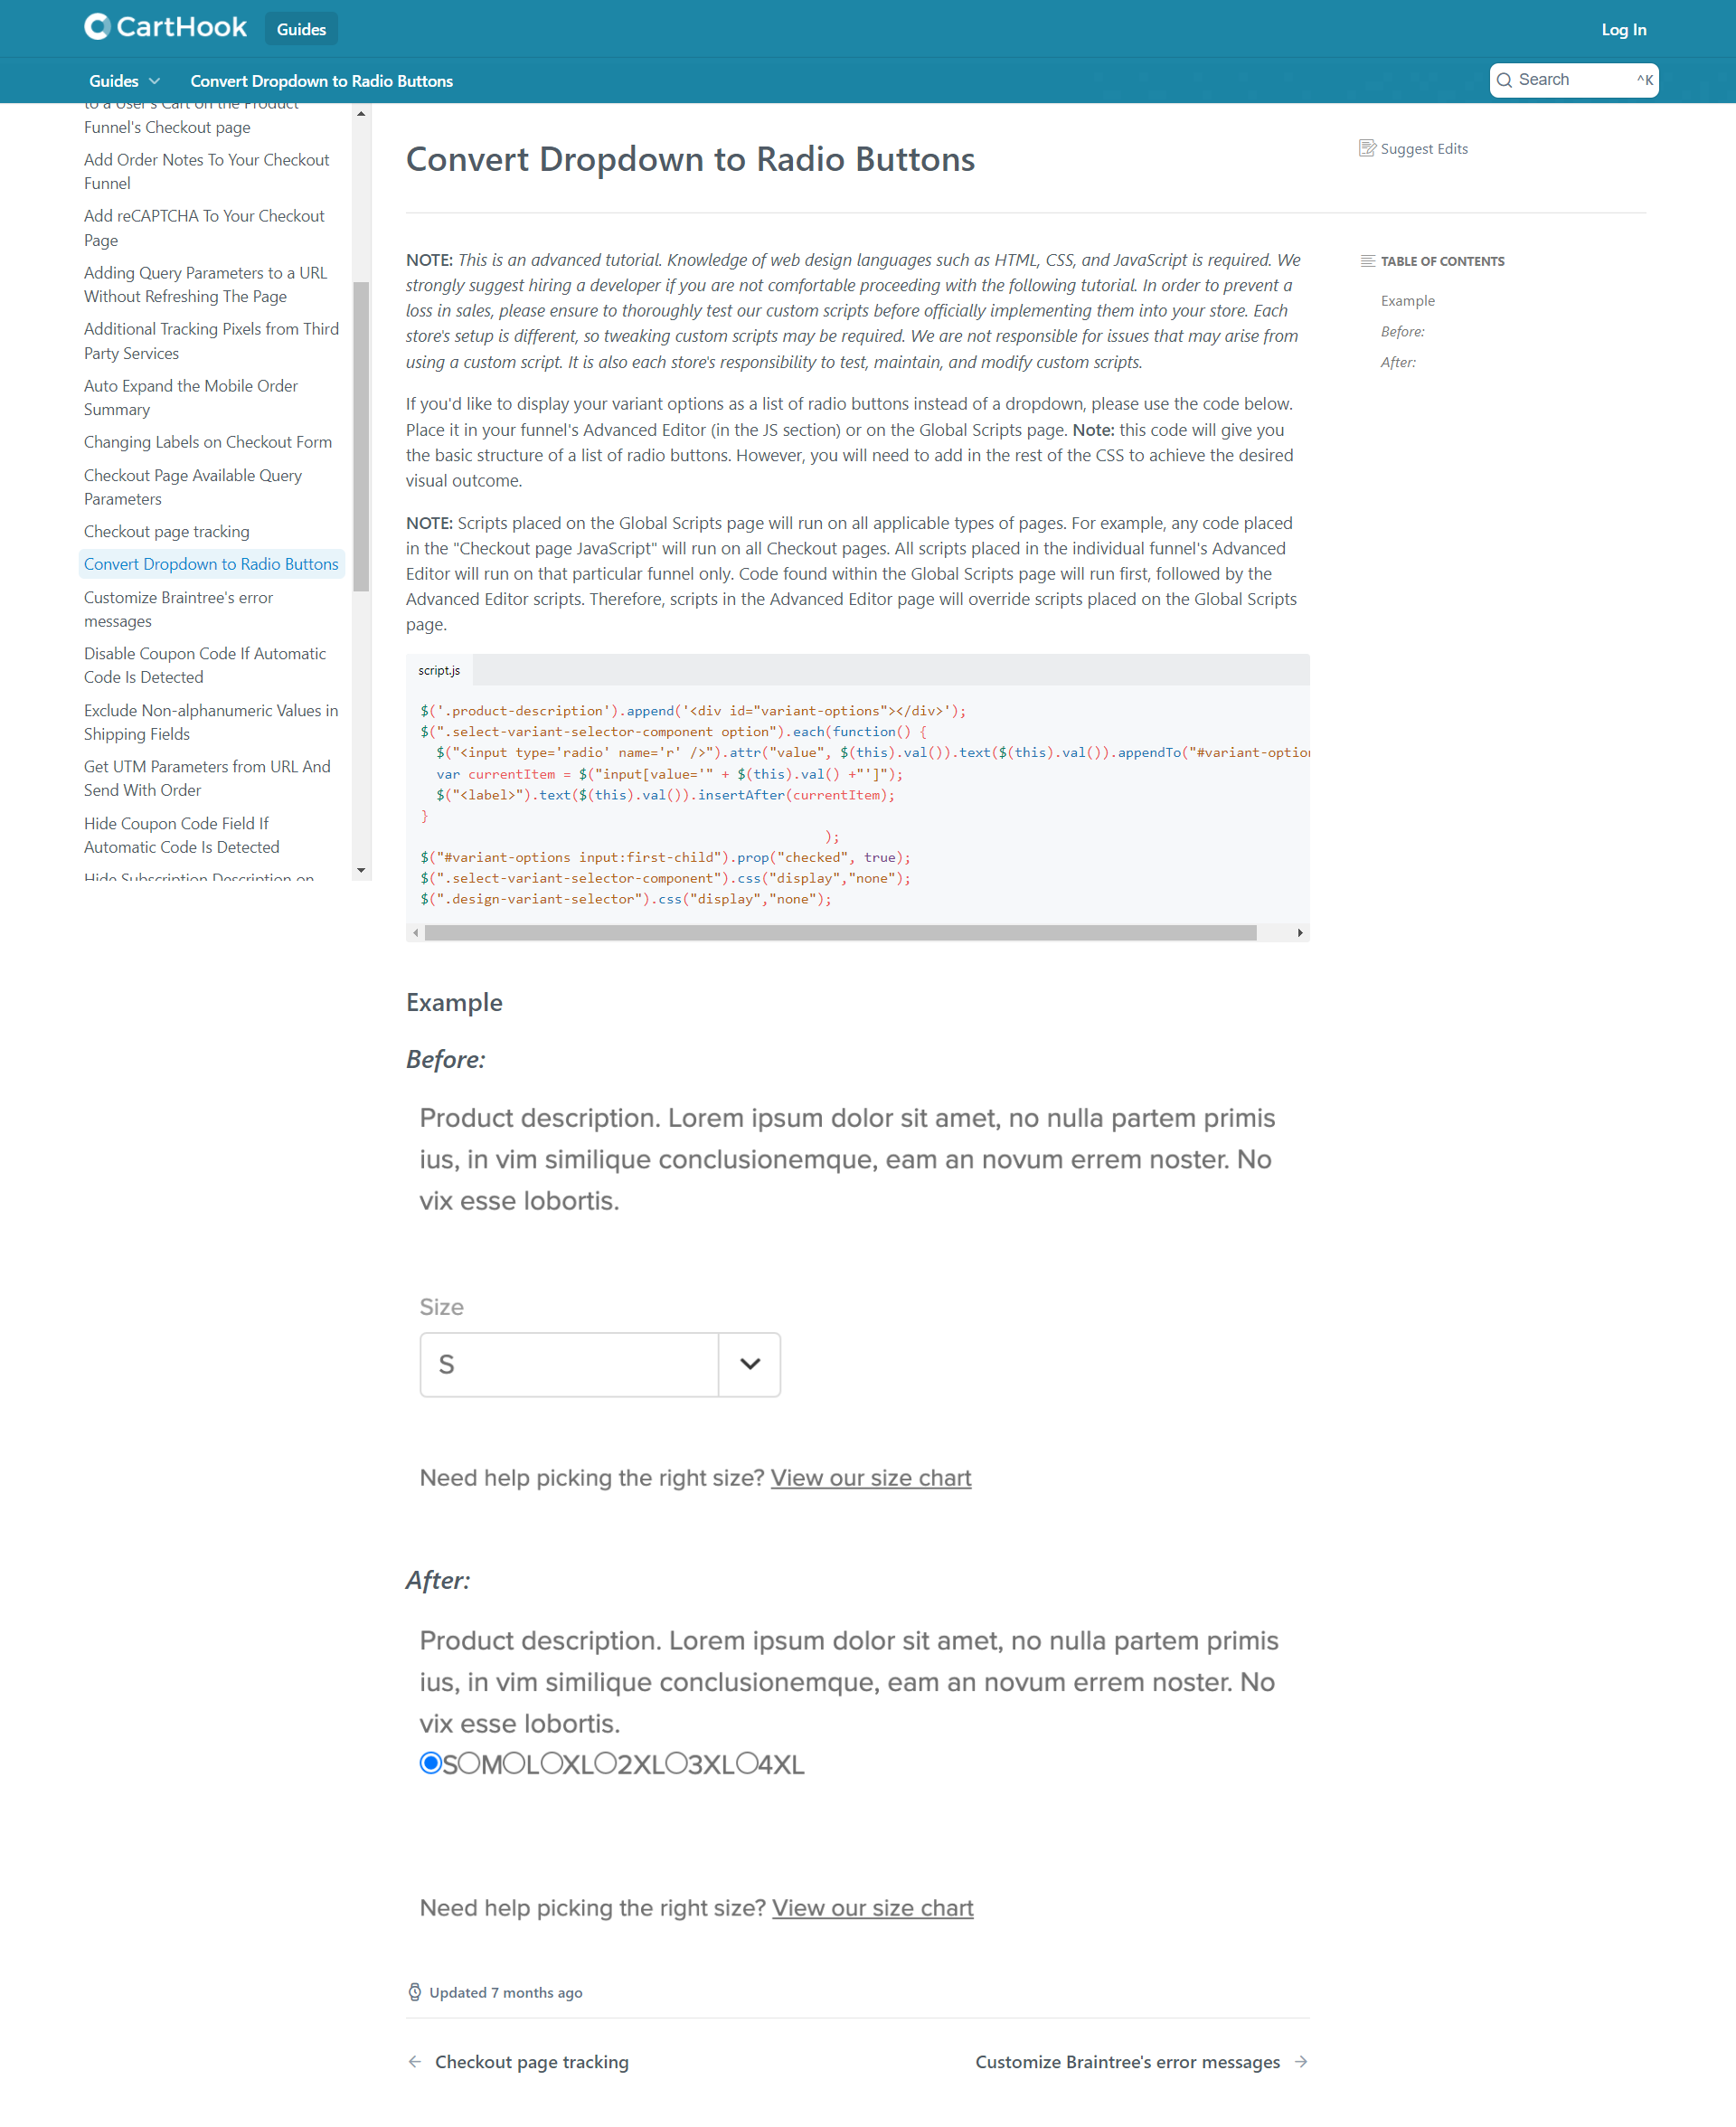 CartHook
Guides
Log In
Guides
Convert Dropdown to Radio Buttons
Search
^K
to a User's Cart on the Product
Funnel's Checkout page
Add Order Notes To Your Checkout
Funnel
Add reCAPTCHA To Your Checkout
Page
Adding Query Parameters to a URL
Without Refreshing The Page
Additional Tracking Pixels from Third
Party Services
Auto Expand the Mobile Order
Summary
Changing Labels on Checkout Form
Checkout Page Available Query
Parameters
Checkout page tracking
Convert Dropdown to Radio Buttons
Customize Braintree's error
messages
Disable Coupon Code If Automatic
Code Is Detected
Exclude Non-alphanumeric Values in
Shipping Fields
Get UTM Parameters from URL And
Send With Order
Hide Coupon Code Field If
Automatic Code Is Detected
Hide Subscription Description on
Convert Dropdown to Radio Buttons
Suggest Edits
NOTE: This is an advanced tutorial. Knowledge of web design languages such as HTML, CSS, and JavaScript is required. We
strongly suggest hiring a developer if you are not comfortable proceeding with the following tutorial. In order to prevent a
loss in sales, please ensure to thoroughly test our custom scripts before officially implementing them into your store. Each
store's setup is different, so tweaking custom scripts may be required. We are not responsible for issues that may arise from
using a custom script. It is also each store's responsibility to test, maintain, and modify custom scripts.
If you'd like to display your variant options as a list of radio buttons instead of a dropdown, please use the code below.
Place it in your funnel's Advanced Editor (in the JS section) or on the Global Scripts page. Note: this code will give you
the basic structure of a list of radio buttons. However, you will need to add in the rest of the CSS to achieve the desired
visual outcome.
NOTE: Scripts placed on the Global Scripts page will run on all applicable types of pages. For example, any code placed
in the "Checkout page JavaScript" will run on all Checkout pages. All scripts placed in the individual funnel's Advanced
Editor will run on that particular funnel only. Code found within the Global Scripts page will run first, followed by the
Advanced Editor scripts. Therefore, scripts in the Advanced Editor page will override scripts placed on the Global Scripts
page.
script.js
$('.product-description').append('<div id="variant-options"></div>');
$(".select-variant-selector-component option").each(function() {
$("<input type='radio' name='r' />").attr("value", $(this).val()).text($(this).val()).appendTo("#variant-option
var currentItem = $("input[value='" + $(this).val() +"']");
$("<label>").text($(this).val()).insertAfter(currentItem);
}
);
$("#variant-options input:first-child").prop("checked", true);
$(".select-variant-selector-component").css("display","none");
$(".design-variant-selector").css("display","none");
Example
Before:
Product description. Lorem ipsum dolor sit amet, no nulla partem primis
ius, in vim similique conclusionemque, eam an novum errem noster. No
vix esse lobortis.
Size
S
Need help picking the right size? View our size chart
After:
Product description. Lorem ipsum dolor sit amet, no nulla partem primis
ius, in vim similique conclusionemque, eam an novum errem noster. No
vix esse lobortis.
S M L XL 2XL 3XL 4XL
Need help picking the right size? View our size chart
Updated 7 months ago
Checkout page tracking
Customize Braintree's error messages
TABLE OF CONTENTS
Example
Before:
After: